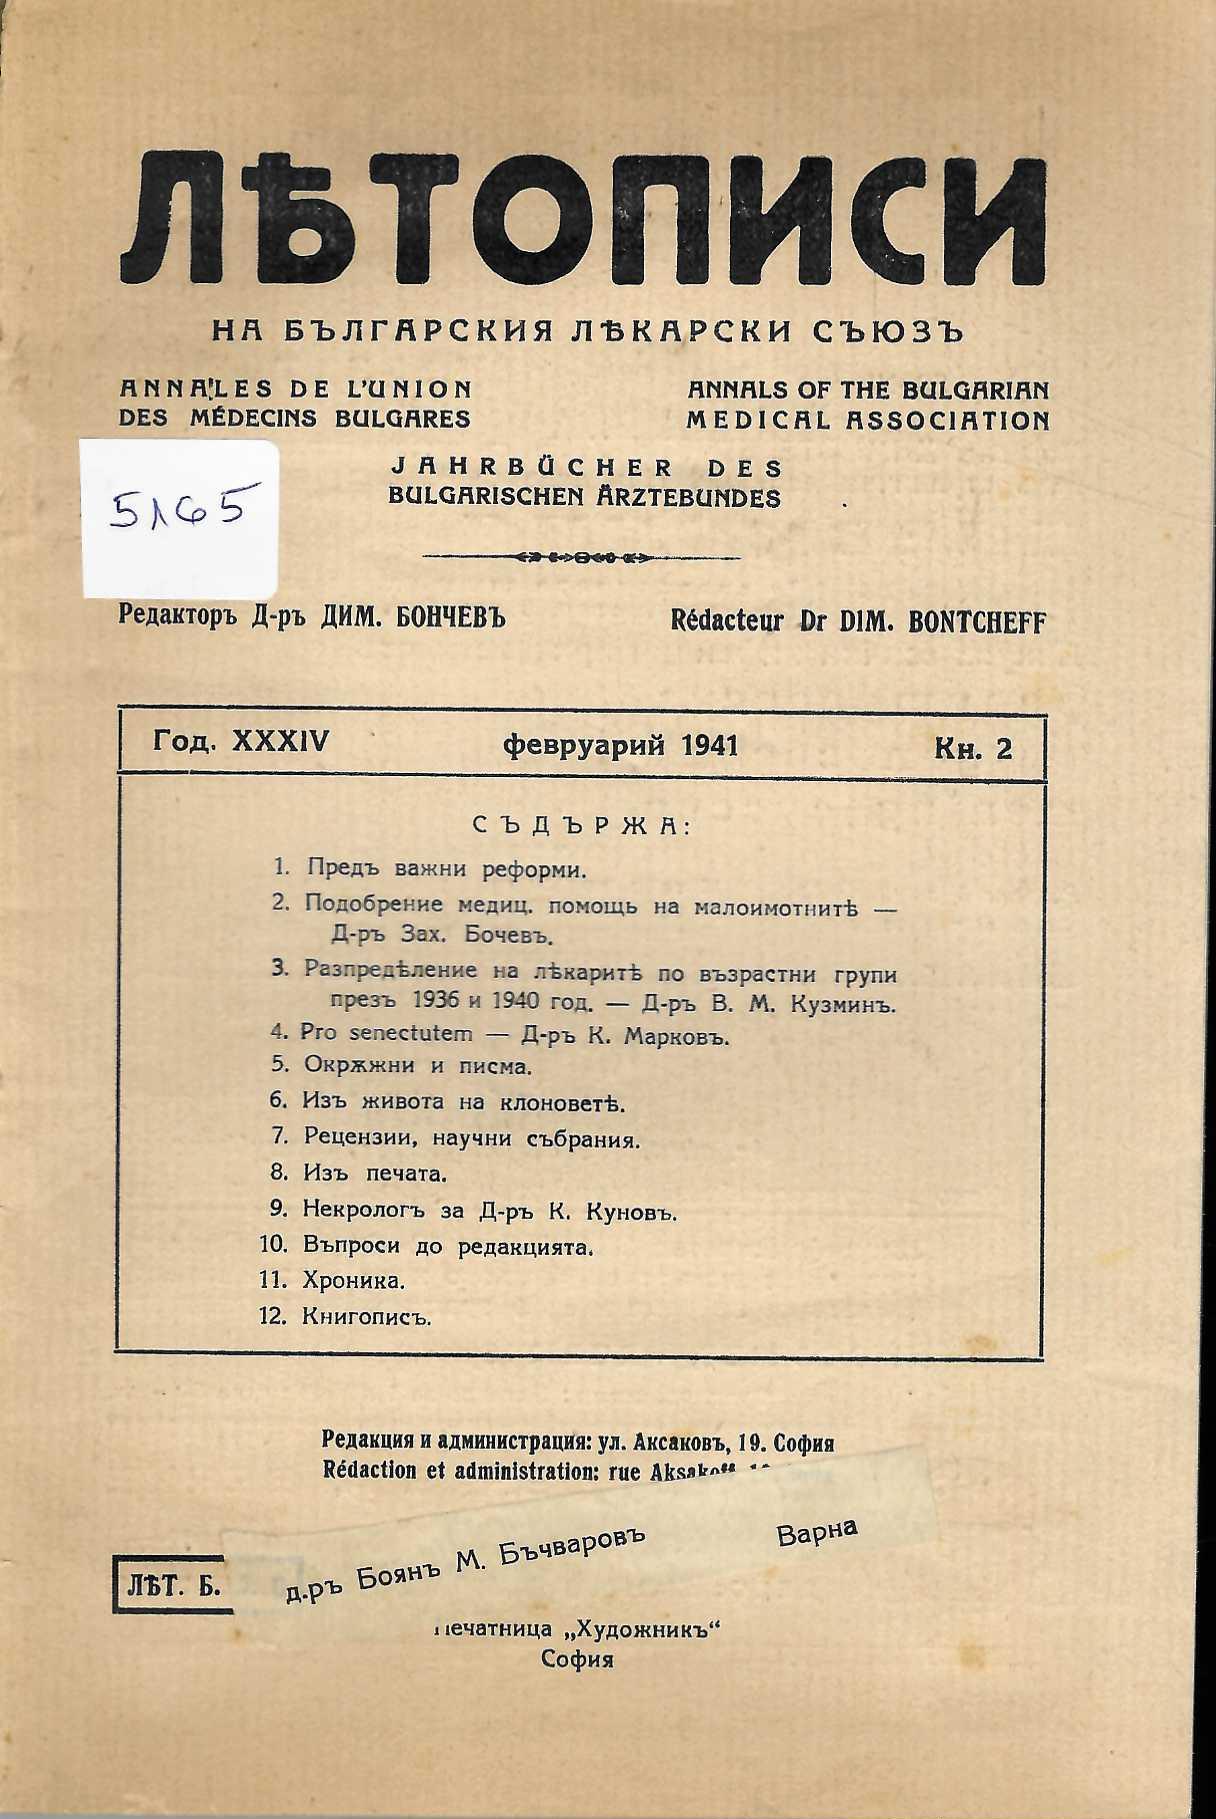 ЛѢТОПИСИ
НА БЪЛГАРСКИЯ ЛѢКАРСКИ СЪЮЗЪ
ANNALES DE L'UNION
DES MÉDECINS BULGARES
ANNALS OF THE BULGARIAN
MEDICAL ASSOCIATION
JAHRBÜCHER DES
BULGARISCHEN ÄRZTEBUNDES
5165
Редакторъ Д-ръ ДИМ. БОНЧЕВЪ
Rédacteur Dr DIM. BONTCHEFF
Год. XXXIV февруарий 1941 Кн. 2
СЪДЪРЖА:
1. Предъ важни реформи.
2. Подобрение медиц. помощь на малоимотнитѣ —
Д-ръ Зах. Бочевъ.
3. Разпредѣление на лѣкаритѣ по възрастни групи
презъ 1936 и 1940 год. — Д-ръ В. М. Кузминъ.
4. Pro senectutem — Д-ръ К. Марковъ.
5. Окрѫжни и писма.
6. Изъ живота на клоноветѣ.
7. Рецензии, научни събрания.
8. Изъ печата.
9. Некрологъ за Д-ръ К. Куновъ.
10. Въпроси до редакцията.
11. Хроника.
12. Книгописъ.
Редакция и администрация: ул. Аксаковъ, 19. София
Rédaction et administration: rue Aksakoff
д-ръ Боянъ М. Бъчваровъ Варна
ЛѢТ. Б.
Печатница „Художникъ“
София